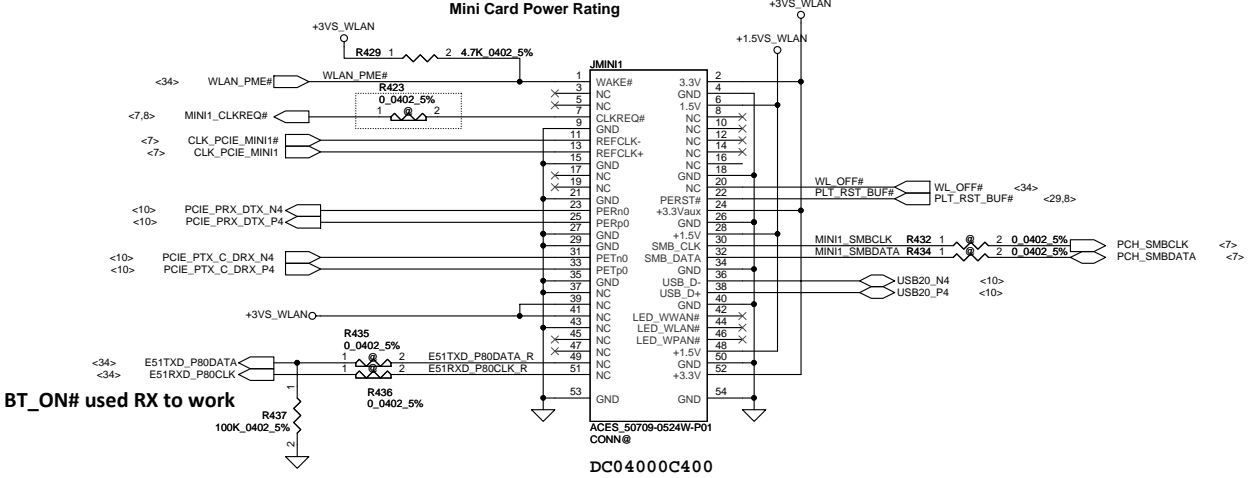 Mini Card Power Rating
+3VS_WLAN
+3VS_WLAN
+1.5VS_WLAN
R429 1 2 4.7K_0402_5%
JMINI1
<34> WLAN_PME# WLAN_PME# 1 WAKE# 3.3V 2
R423
0_0402_5%
3 NC GND 4
5 NC 1.5V 6
<7,8> MINI1_CLKREQ# 1 @ 2 7 CLKREQ# NC 8
9 GND NC 10
<7> CLK_PCIE_MINI1# 11 REFCLK- NC 12
<7> CLK_PCIE_MINI1 13 REFCLK+ NC 14
15 GND NC 16
17 NC GND 18
19 NC NC 20 WL_OFF# WL_OFF# <34>
21 GND PERST# 22 PLT_RST_BUF# PLT_RST_BUF# <29,8>
<10> PCIE_PRX_DTX_N4 23 PERn0 +3.3Vaux 24
<10> PCIE_PRX_DTX_P4 25 PERp0 GND 26
27 GND +1.5V 28
29 GND SMB_CLK 30 MINI1_SMBCLK R432 1 @ 2 0_0402_5% PCH_SMBCLK <7>
<10> PCIE_PTX_C_DRX_N4 31 PETn0 SMB_DATA 32 MINI1_SMBDATA R434 1 @ 2 0_0402_5% PCH_SMBDATA <7>
<10> PCIE_PTX_C_DRX_P4 33 PETp0 GND 34
35 GND USB_D- 36 USB20_N4 <10>
37 NC USB_D+ 38 USB20_P4 <10>
39 NC GND 40
+3VS_WLAN 41 NC LED_WWAN# 42
43 NC LED_WLAN# 44
45 NC LED_WPAN# 46
R435
0_0402_5%
47 NC +1.5V 48
<34> E51TXD_P80DATA 1 @ 2 E51TXD_P80DATA_R 49 NC GND 50
<34> E51RXD_P80CLK 1 @ 2 E51RXD_P80CLK_R 51 NC +3.3V 52
R436
0_0402_5%
53 GND GND 54
BT_ON# used RX to work
1
R437
100K_0402_5%
2
ACES_50709-0524W-P01
CONN@
DC04000C400